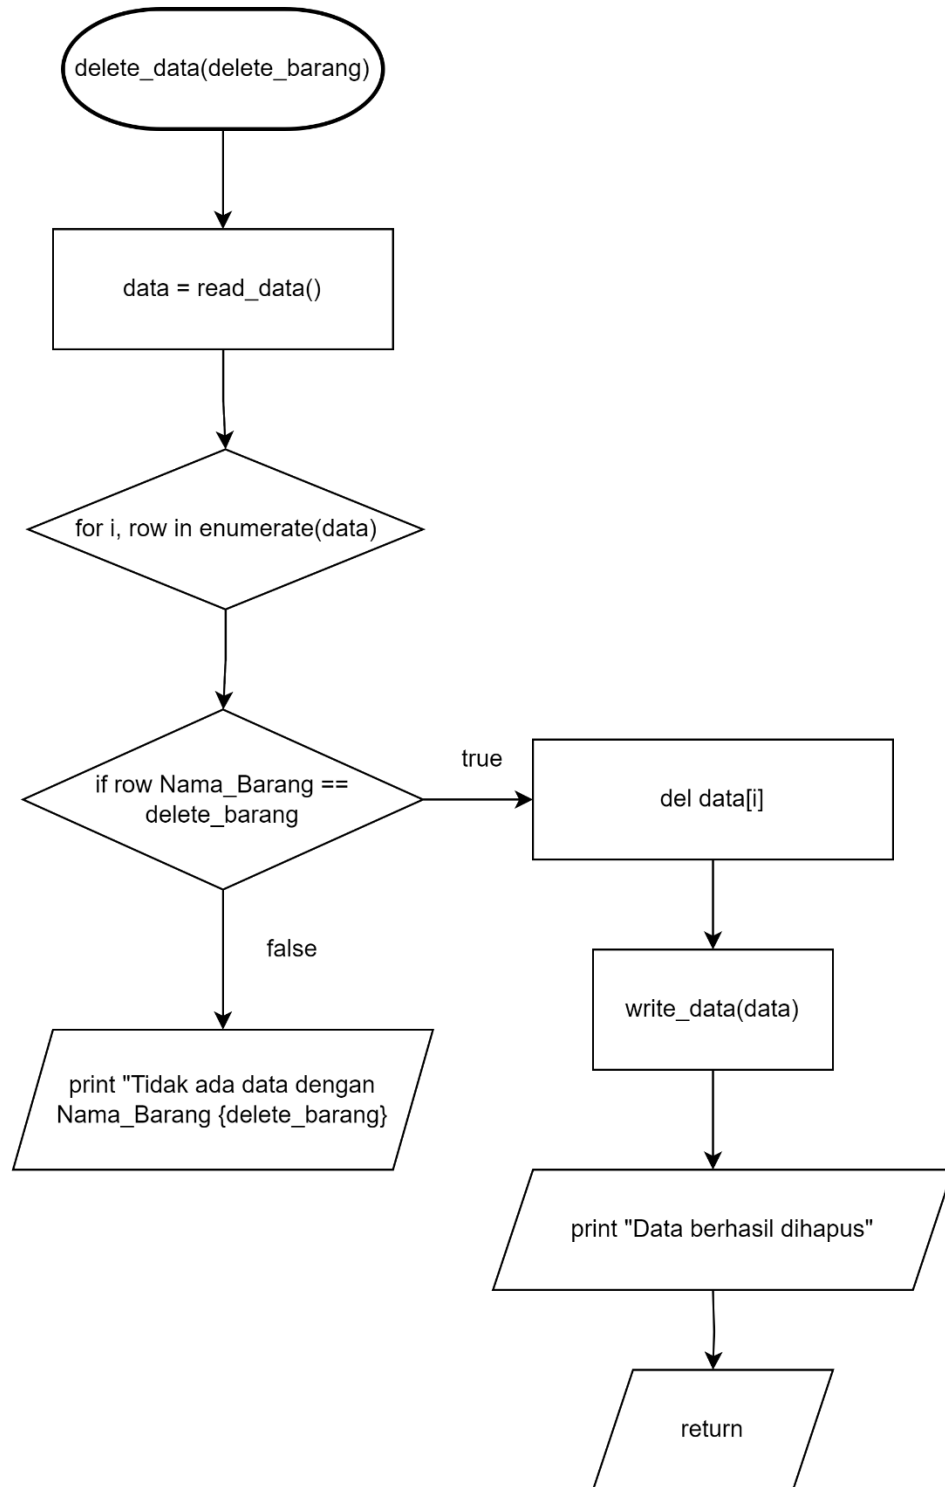 delete_data(delete_barang)
data = read_data()
for i, row in enumerate(data)
if row Nama_Barang ==
delete_barang
true
del data[i]
false
write_data(data)
print "Tidak ada data dengan
Nama_Barang {delete_barang}
print "Data berhasil dihapus"
return